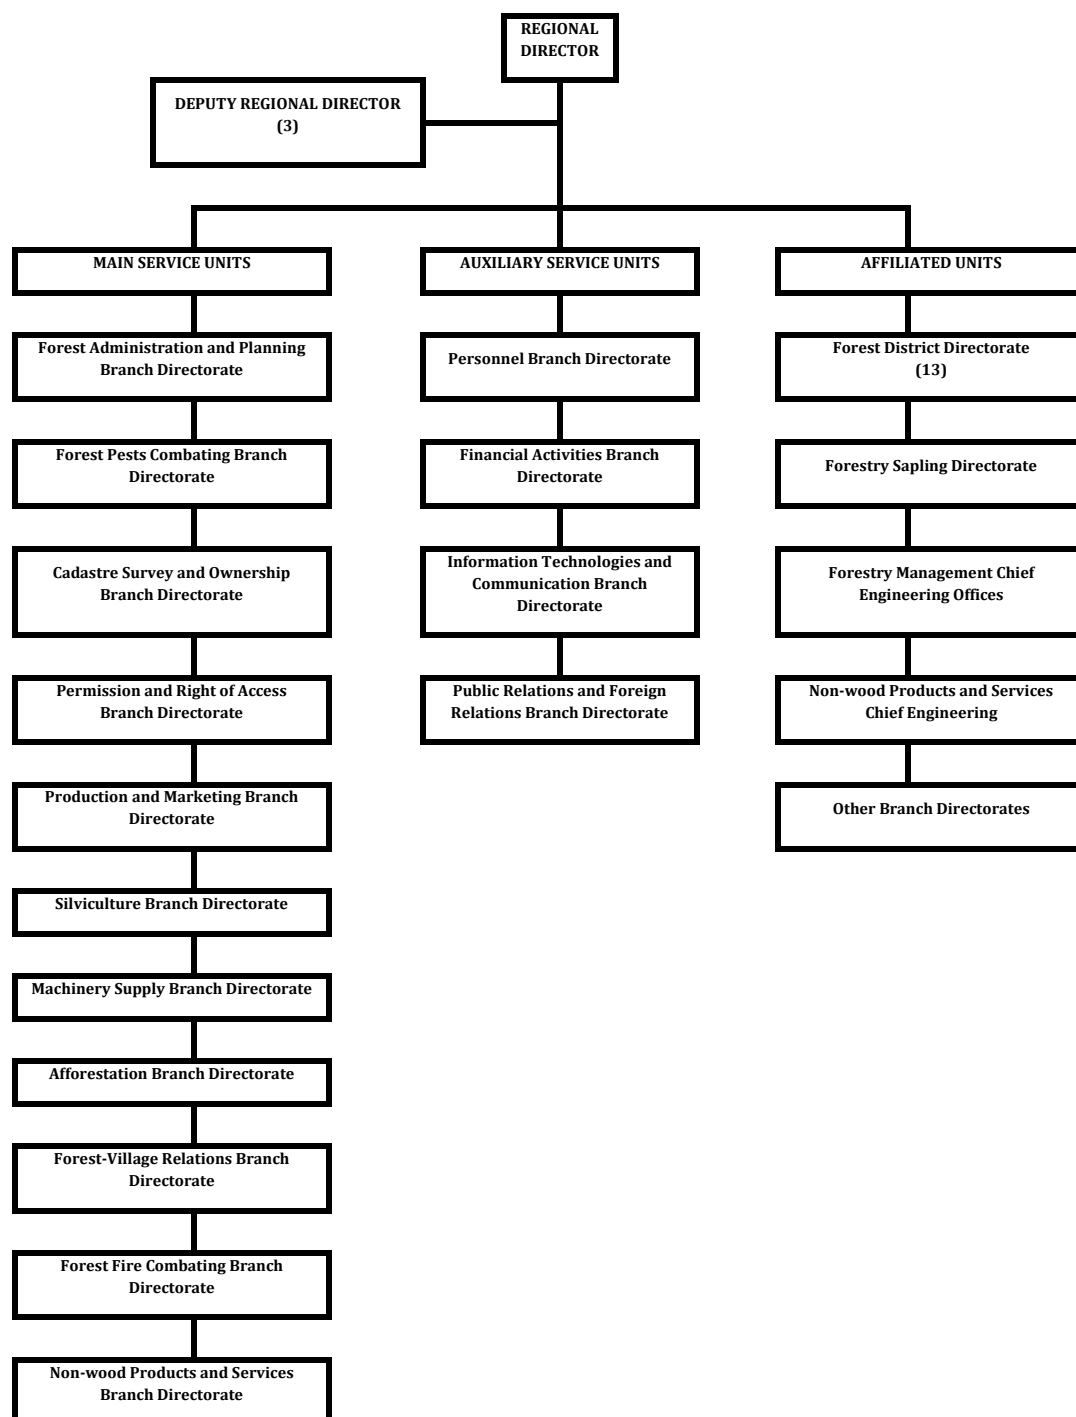 REGIONAL
DIRECTOR
DEPUTY REGIONAL DIRECTOR
(3)
MAIN SERVICE UNITS
Forest Administration and Planning
Branch Directorate
Forest Pests Combating Branch
Directorate
Cadastre Survey and Ownership
Branch Directorate
Permission and Right of Access
Branch Directorate
Production and Marketing Branch
Directorate
Silviculture Branch Directorate
Machinery Supply Branch Directorate
Afforestation Branch Directorate
Forest-Village Relations Branch
Directorate
Forest Fire Combating Branch
Directorate
Non-wood Products and Services
Branch Directorate
AUXILIARY SERVICE UNITS
Personnel Branch Directorate
Financial Activities Branch
Directorate
Information Technologies and
Communication Branch
Directorate
Public Relations and Foreign
Relations Branch Directorate
AFFILIATED UNITS
Forest District Directorate
(13)
Forestry Sapling Directorate
Forestry Management Chief
Engineering Offices
Non-wood Products and Services
Chief Engineering
Other Branch Directorates